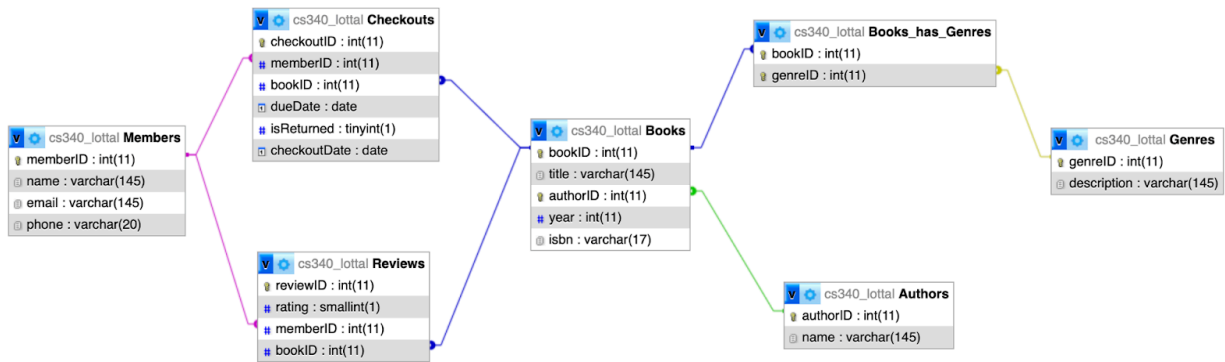 cs340_lottal Checkouts
checkoutID : int(11)
memberID : int(11)
bookID : int(11)
dueDate : date
isReturned : tinyint(1)
checkoutDate : date
cs340_lottal Books_has_Genres
bookID : int(11)
genreID : int(11)
cs340_lottal Members
memberID : int(11)
name : varchar(145)
email : varchar(145)
phone : varchar(20)
cs340_lottal Books
bookID : int(11)
title : varchar(145)
authorID : int(11)
year : int(11)
isbn : varchar(17)
cs340_lottal Genres
genreID : int(11)
description : varchar(145)
cs340_lottal Reviews
reviewID : int(11)
rating : smallint(1)
memberID : int(11)
bookID : int(11)
cs340_lottal Authors
authorID : int(11)
name : varchar(145)